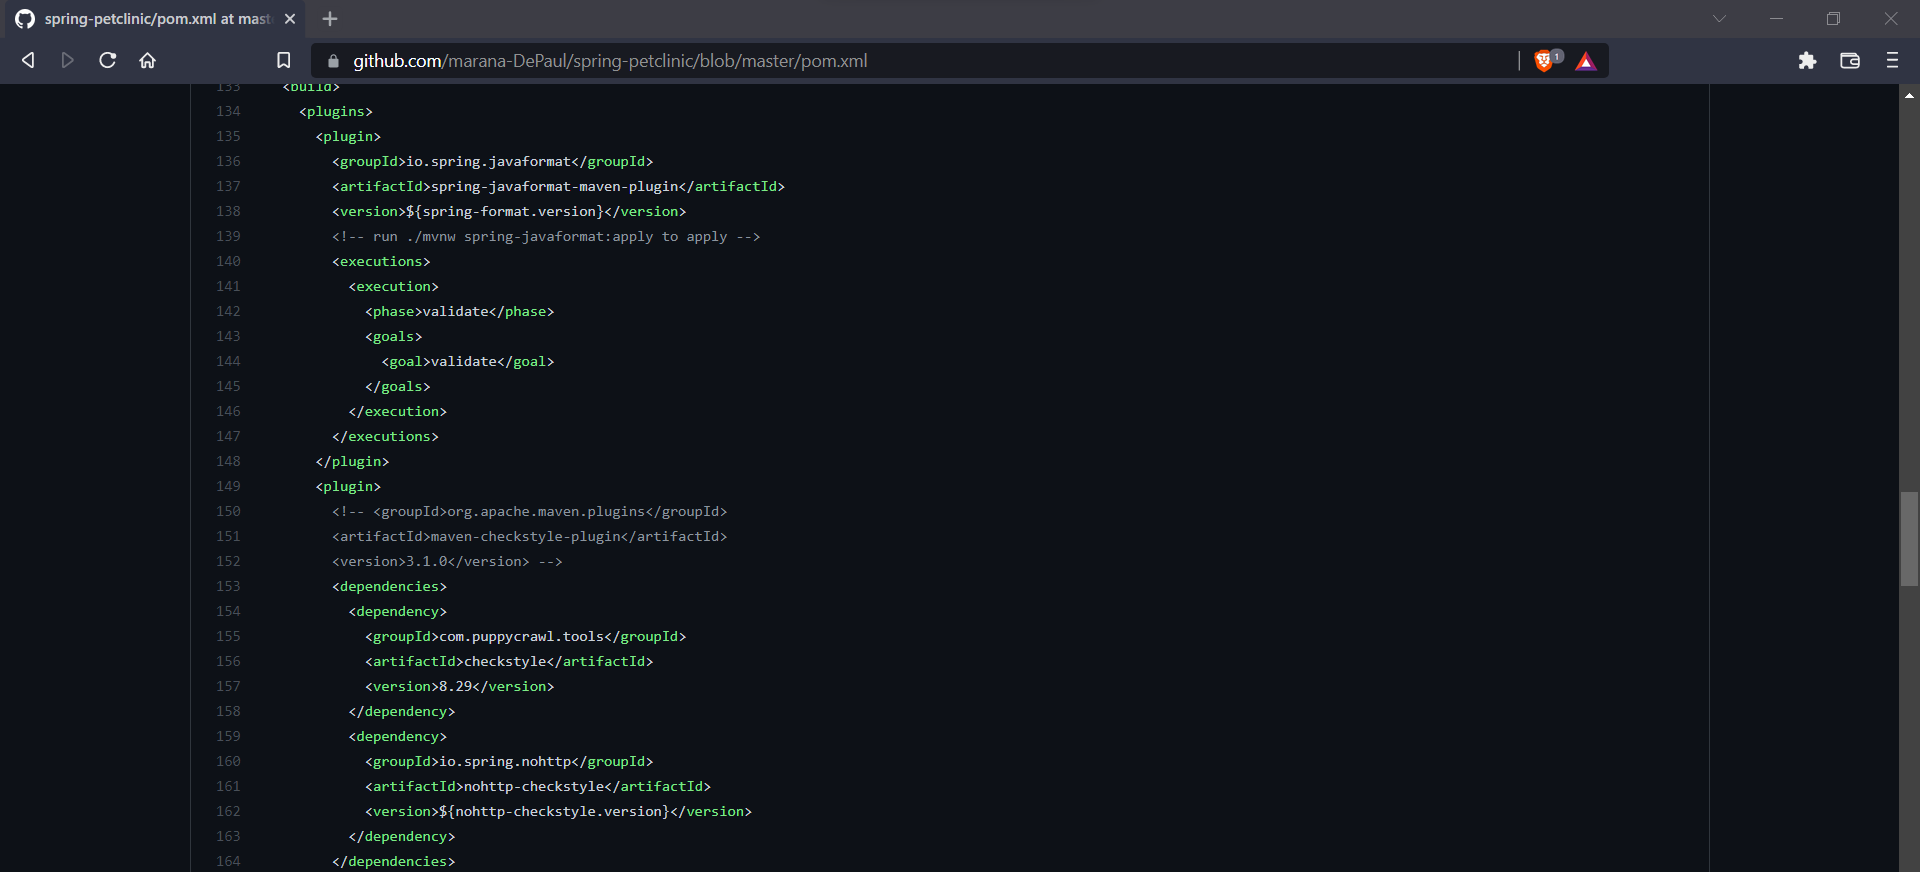 spring-petclinic/pom.xml at mast
github.com/marana-DePaul/spring-petclinic/blob/master/pom.xml
1
133 <build>
134 <plugins>
135 <plugin>
136 <groupId>io.spring.javaformat</groupId>
137 <artifactId>spring-javaformat-maven-plugin</artifactId>
138 <version>${spring-format.version}</version>
139 <!-- run ./mvnw spring-javaformat:apply to apply -->
140 <executions>
141 <execution>
142 <phase>validate</phase>
143 <goals>
144 <goal>validate</goal>
145 </goals>
146 </execution>
147 </executions>
148 </plugin>
149 <plugin>
150 <!-- <groupId>org.apache.maven.plugins</groupId>
151 <artifactId>maven-checkstyle-plugin</artifactId>
152 <version>3.1.0</version> -->
153 <dependencies>
154 <dependency>
155 <groupId>com.puppycrawl.tools</groupId>
156 <artifactId>checkstyle</artifactId>
157 <version>8.29</version>
158 </dependency>
159 <dependency>
160 <groupId>io.spring.nohttp</groupId>
161 <artifactId>nohttp-checkstyle</artifactId>
162 <version>${nohttp-checkstyle.version}</version>
163 </dependency>
164 </dependencies>